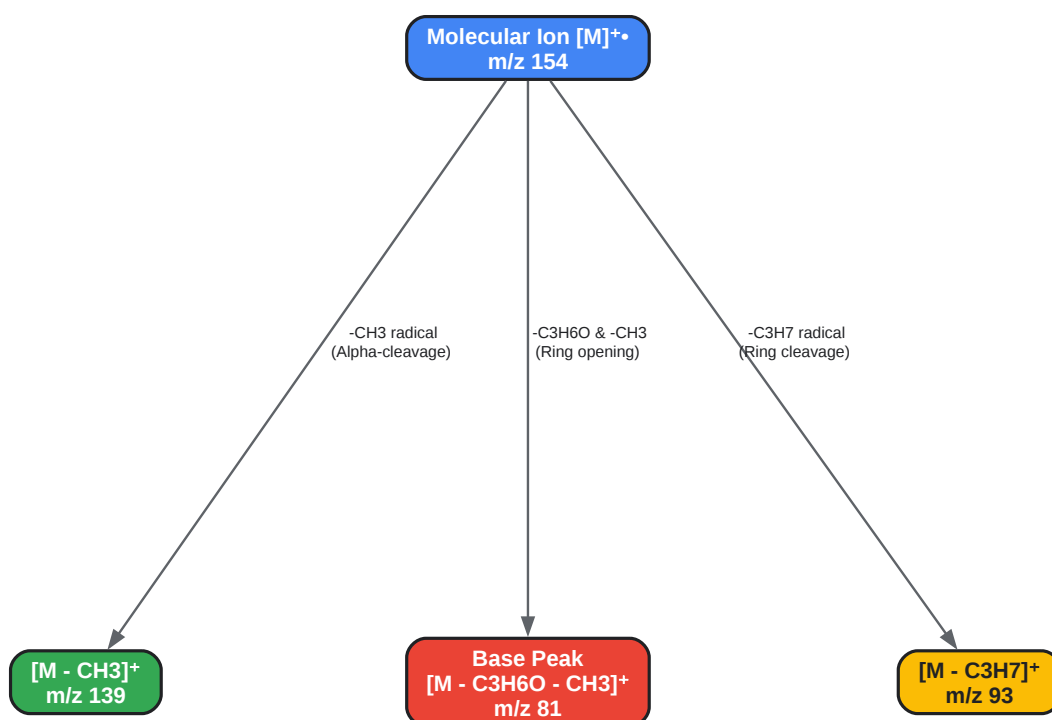 Molecular Ion [M]⁺•
m/z 154
-CH3 radical
(Alpha-cleavage)
-C3H6O & -CH3
(Ring opening)
-C3H7 radical
(Ring cleavage)
[M - CH3]⁺
m/z 139
Base Peak
[M - C3H6O - CH3]⁺
m/z 81
[M - C3H7]⁺
m/z 93